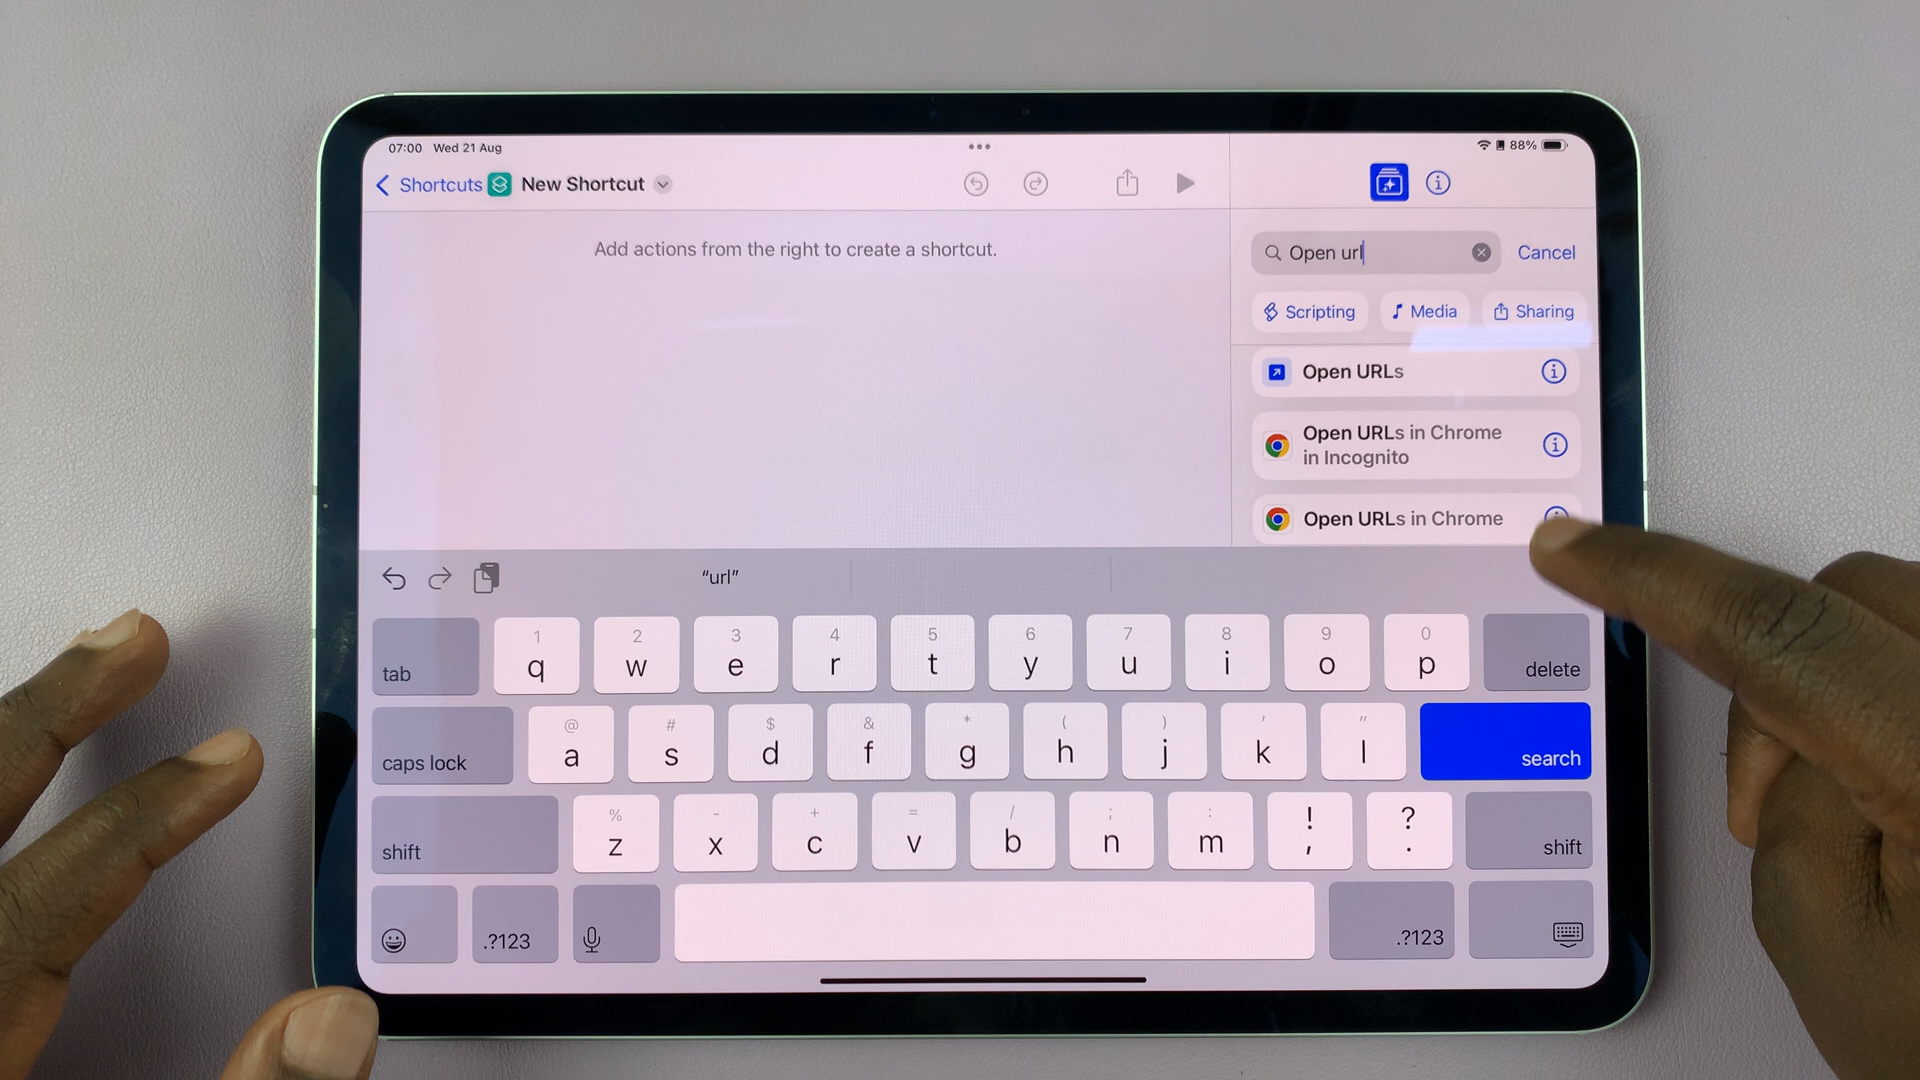 07:00 Wed 21 Aug
88%
Shortcuts New Shortcut
Add actions from the right to create a shortcut.
Open url
Cancel
Scripting Media Sharing
Open URLs
Open URLs in Chrome
in Incognito
Open URLs in Chrome
“url”
1 2 3 4 5 6 7 8 9 0
tab q w e r t y u i o p delete
@ # $ & * ( ) ' "
caps lock a s d f g h j k l search
% - + = / ; : ! ?
shift z x c v b n m , . shift
.?123 .?123